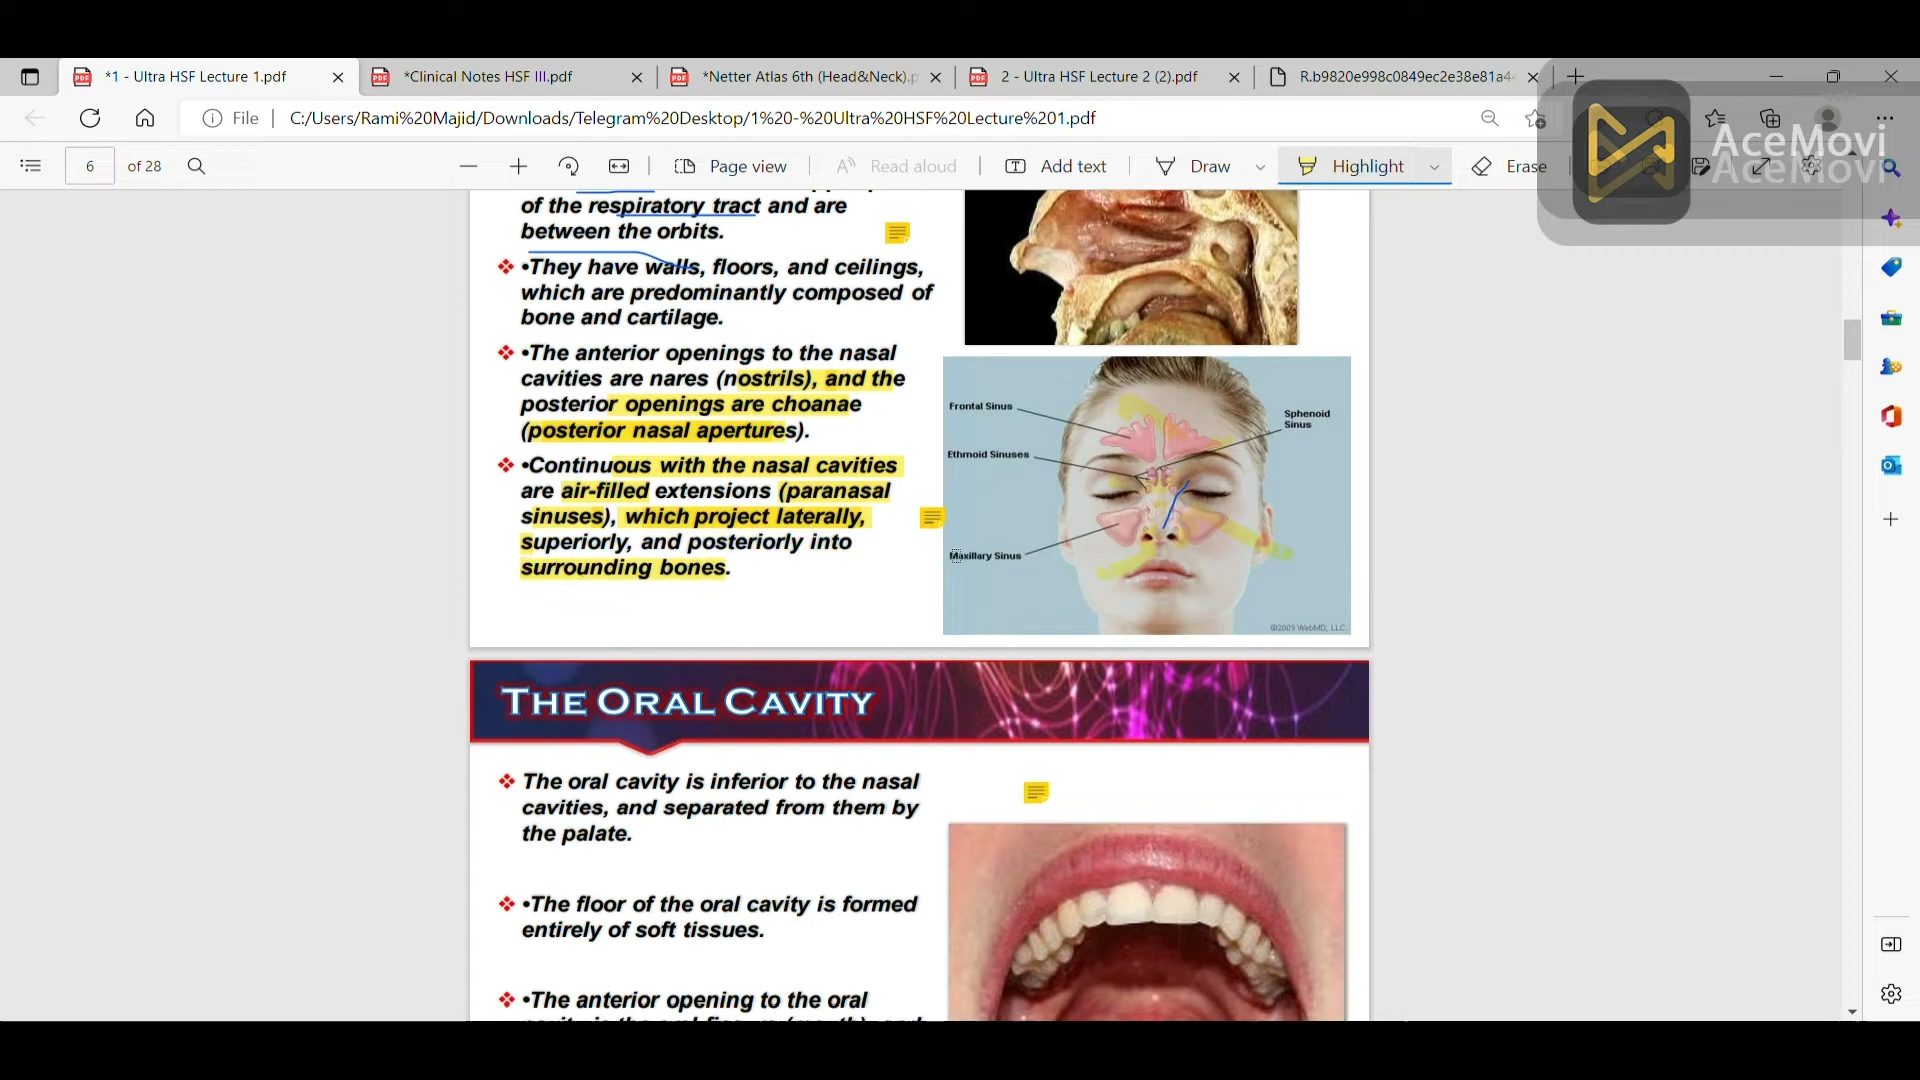 *1 - Ultra HSF Lecture 1.pdf
*Clinical Notes HSF III.pdf
*Netter Atlas 6th (Head&Neck).p
2 - Ultra HSF Lecture 2 (2).pdf
R.b9820e998c0849ec2e38e81a4
File
C:/Users/Rami%20Majid/Downloads/Telegram%20Desktop/1%20-%20Ultra%20HSF%20Lecture%201.pdf
AceMovi
AceMovi
6 of 28
Page view
Read aloud
Add text
Draw
Highlight
Erase
of the respiratory tract and are
between the orbits.
•They have walls, floors, and ceilings,
which are predominantly composed of
bone and cartilage.
•The anterior openings to the nasal
cavities are nares (nostrils), and the
posterior openings are choanae
(posterior nasal apertures).
•Continuous with the nasal cavities
are air-filled extensions (paranasal
sinuses), which project laterally,
superiorly, and posteriorly into
surrounding bones.
Frontal Sinus
Sphenoid
Sinus
Ethmoid Sinuses
Maxillary Sinus
©2009 WebMD, LLC.
THE ORAL CAVITY
The oral cavity is inferior to the nasal
cavities, and separated from them by
the palate.
•The floor of the oral cavity is formed
entirely of soft tissues.
•The anterior opening to the oral